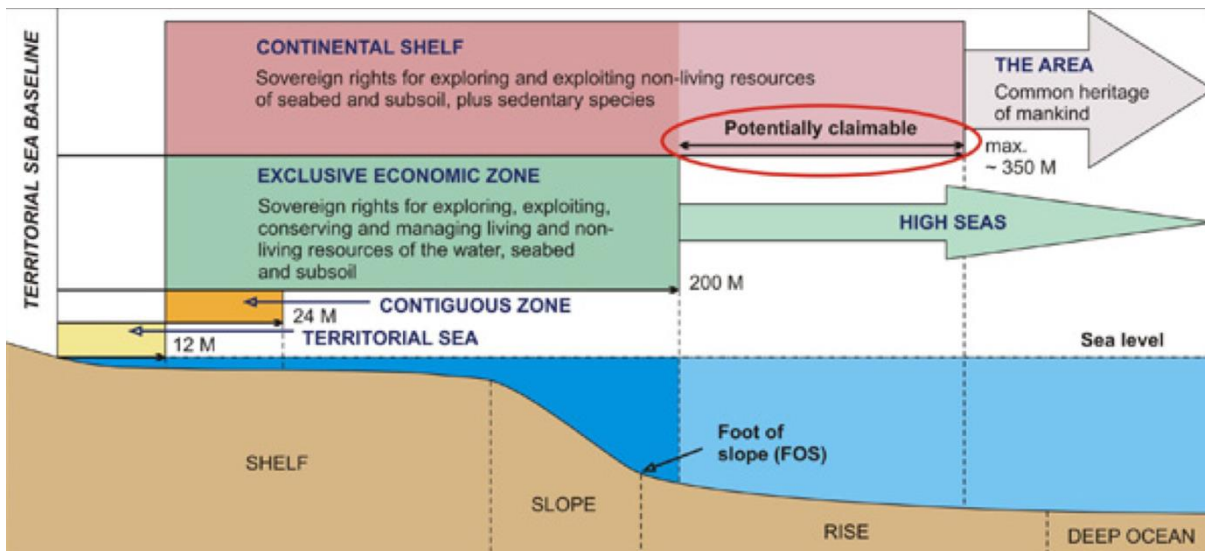 TERRITORIAL SEA BASELINE
CONTINENTAL SHELF
Sovereign rights for exploring and exploiting non-living resources
of seabed and subsoil, plus sedentary species
THE AREA
Common heritage
of mankind
Potentially claimable
max.
~ 350 M
EXCLUSIVE ECONOMIC ZONE
Sovereign rights for exploring, exploiting,
conserving and managing living and non-
living resources of the water, seabed
and subsoil
HIGH SEAS
200 M
CONTIGUOUS ZONE
24 M
TERRITORIAL SEA
12 M
Sea level
Foot of
slope (FOS)
SHELF
SLOPE
RISE
DEEP OCEAN